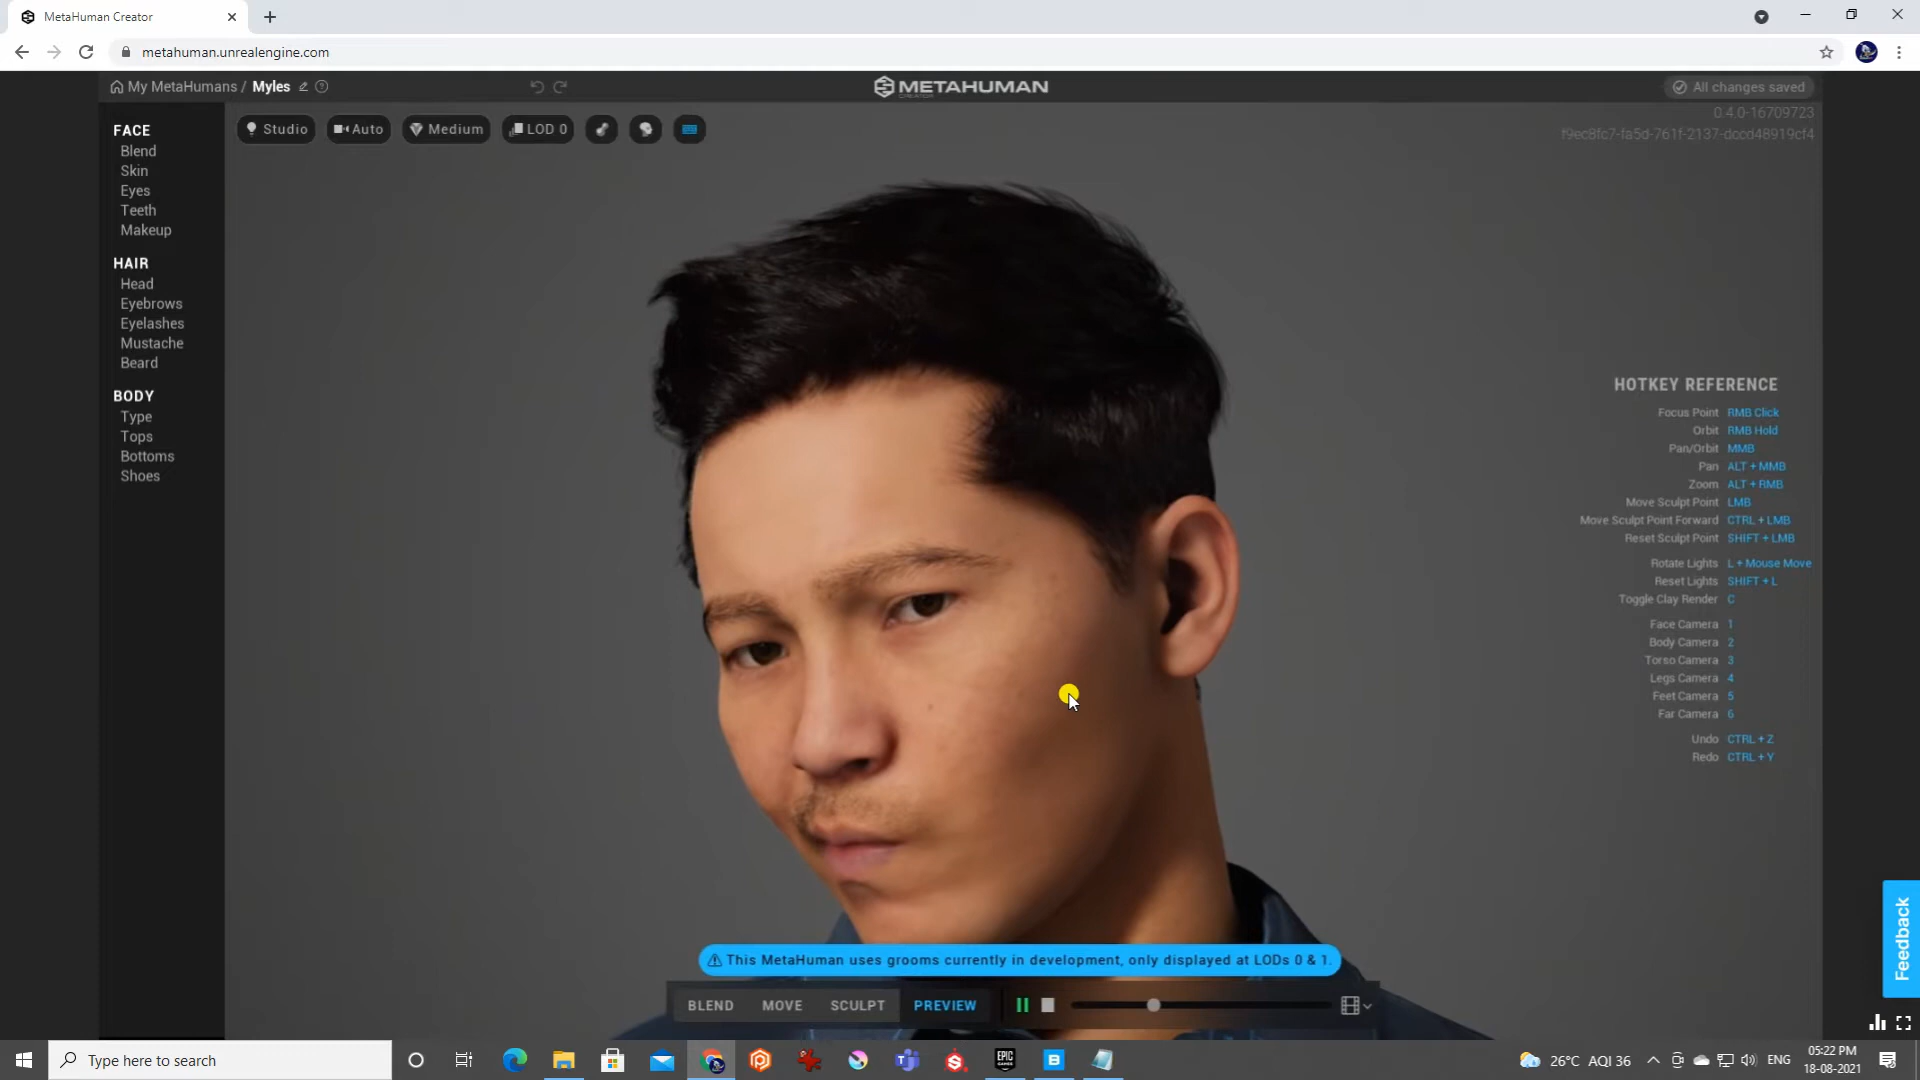 MetaHuman Creator
metahuman.unrealengine.com
My MetaHumans / Myles
METAHUMAN
CREATOR
All changes saved
0.4.0-16709723
f9ec8fc7-fa5d-761f-2137-dccd48919cf4
Studio
Auto
Medium
LOD 0
FACE
Blend
Skin
Eyes
Teeth
Makeup
HAIR
Head
Eyebrows
Eyelashes
Mustache
Beard
BODY
Type
Tops
Bottoms
Shoes
HOTKEY REFERENCE
Focus Point RMB Click
Orbit RMB Hold
Pan/Orbit MMB
Pan ALT + MMB
Zoom ALT + RMB
Move Sculpt Point LMB
Move Sculpt Point Forward CTRL + LMB
Reset Sculpt Point SHIFT + LMB
Rotate Lights L + Mouse Move
Reset Lights SHIFT + L
Toggle Clay Render C
Face Camera 1
Body Camera 2
Torso Camera 3
Legs Camera 4
Feet Camera 5
Far Camera 6
Undo CTRL + Z
Redo CTRL + Y
Feedback
This MetaHuman uses grooms currently in development, only displayed at LODs 0 & 1.
BLEND MOVE SCULPT PREVIEW
Type here to search
EPIC
GAMES
B
26°C AQI 36
ENG
05:22 PM
18-08-2021